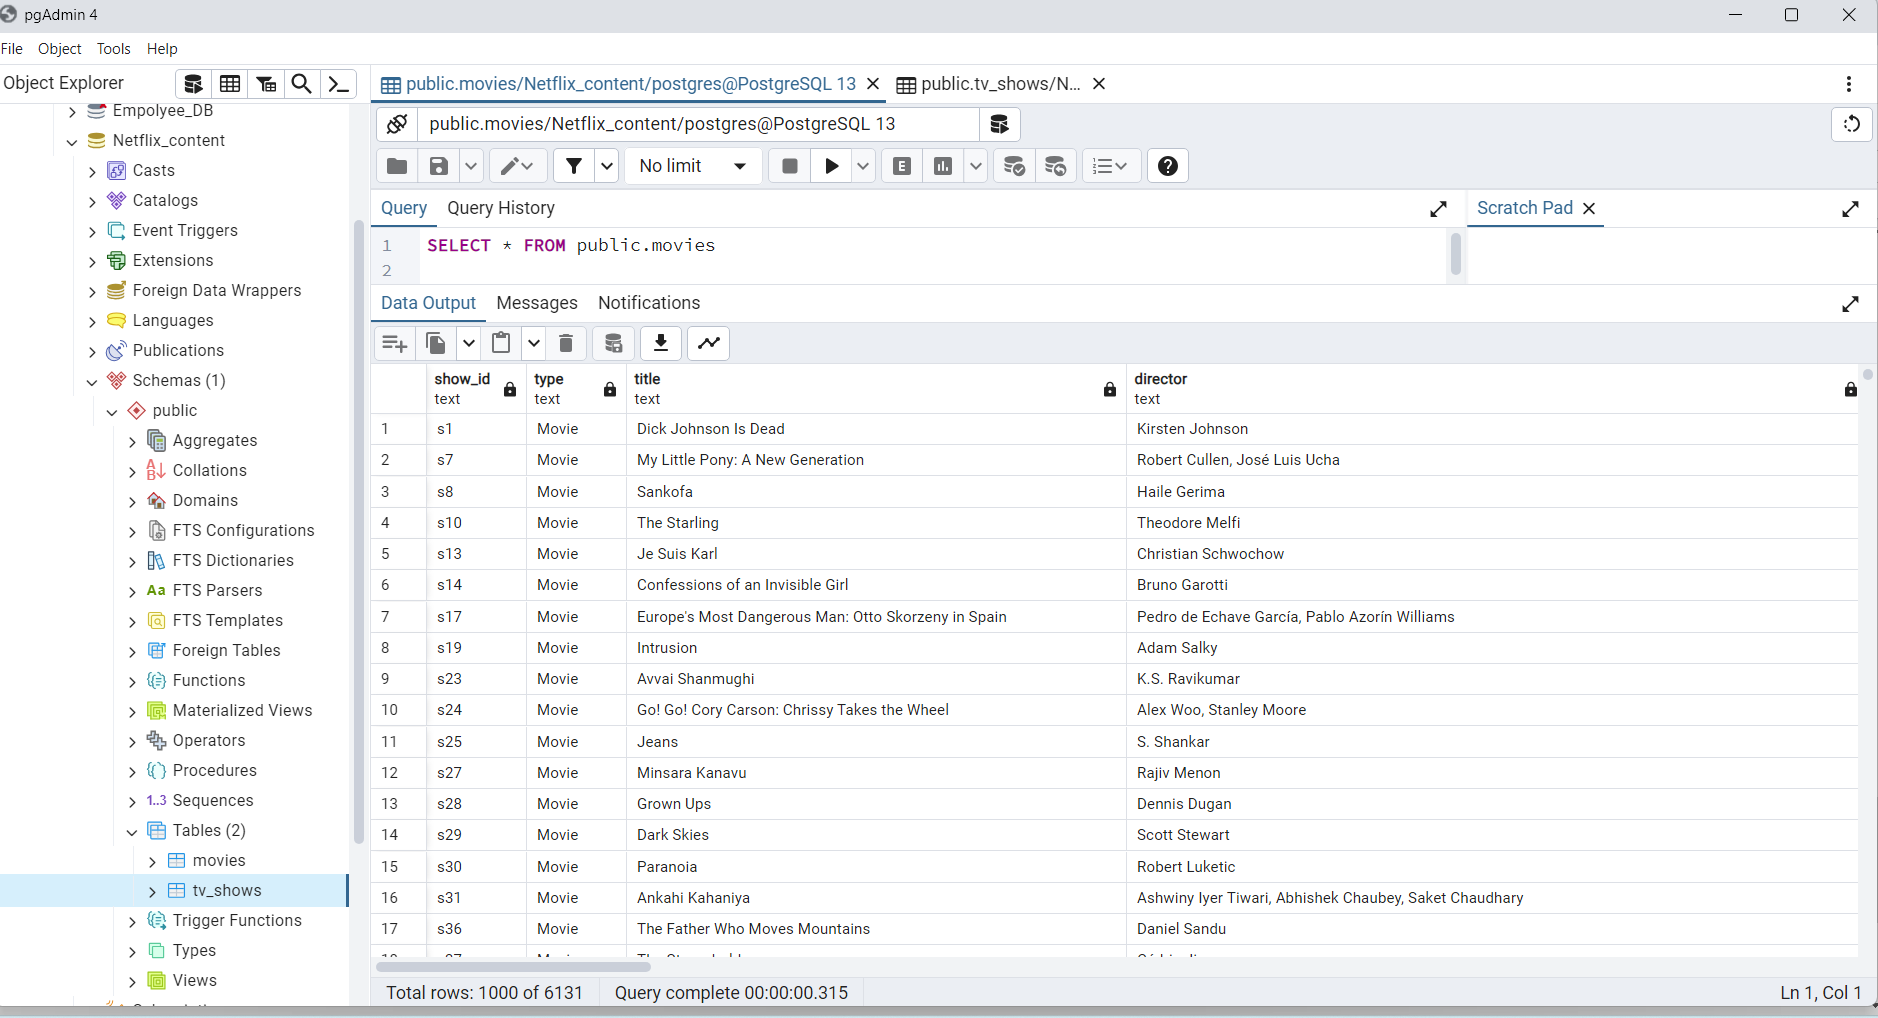 pgAdmin 4
File Object Tools Help
Object Explorer
public.movies/Netflix_content/postgres@PostgreSQL 13
public.tv_shows/N...
Empolyee_DB
Netflix_content
Casts
Catalogs
Event Triggers
Extensions
Foreign Data Wrappers
Languages
Publications
Schemas (1)
public
Aggregates
Collations
Domains
FTS Configurations
FTS Dictionaries
Aa FTS Parsers
FTS Templates
Foreign Tables
Functions
Materialized Views
Operators
Procedures
1..3 Sequences
Tables (2)
movies
tv_shows
Trigger Functions
Types
Views
public.movies/Netflix_content/postgres@PostgreSQL 13
No limit
E
Query Query History
Scratch Pad
1 SELECT * FROM public.movies
2
Data Output Messages Notifications
show_id type title director
text text text text
1 s1 Movie Dick Johnson Is Dead Kirsten Johnson
2 s7 Movie My Little Pony: A New Generation Robert Cullen, José Luis Ucha
3 s8 Movie Sankofa Haile Gerima
4 s10 Movie The Starling Theodore Melfi
5 s13 Movie Je Suis Karl Christian Schwochow
6 s14 Movie Confessions of an Invisible Girl Bruno Garotti
7 s17 Movie Europe's Most Dangerous Man: Otto Skorzeny in Spain Pedro de Echave García, Pablo Azorín Williams
8 s19 Movie Intrusion Adam Salky
9 s23 Movie Avvai Shanmughi K.S. Ravikumar
10 s24 Movie Go! Go! Cory Carson: Chrissy Takes the Wheel Alex Woo, Stanley Moore
11 s25 Movie Jeans S. Shankar
12 s27 Movie Minsara Kanavu Rajiv Menon
13 s28 Movie Grown Ups Dennis Dugan
14 s29 Movie Dark Skies Scott Stewart
15 s30 Movie Paranoia Robert Luketic
16 s31 Movie Ankahi Kahaniya Ashwiny Iyer Tiwari, Abhishek Chaubey, Saket Chaudhary
17 s36 Movie The Father Who Moves Mountains Daniel Sandu
Total rows: 1000 of 6131 Query complete 00:00:00.315 Ln 1, Col 1